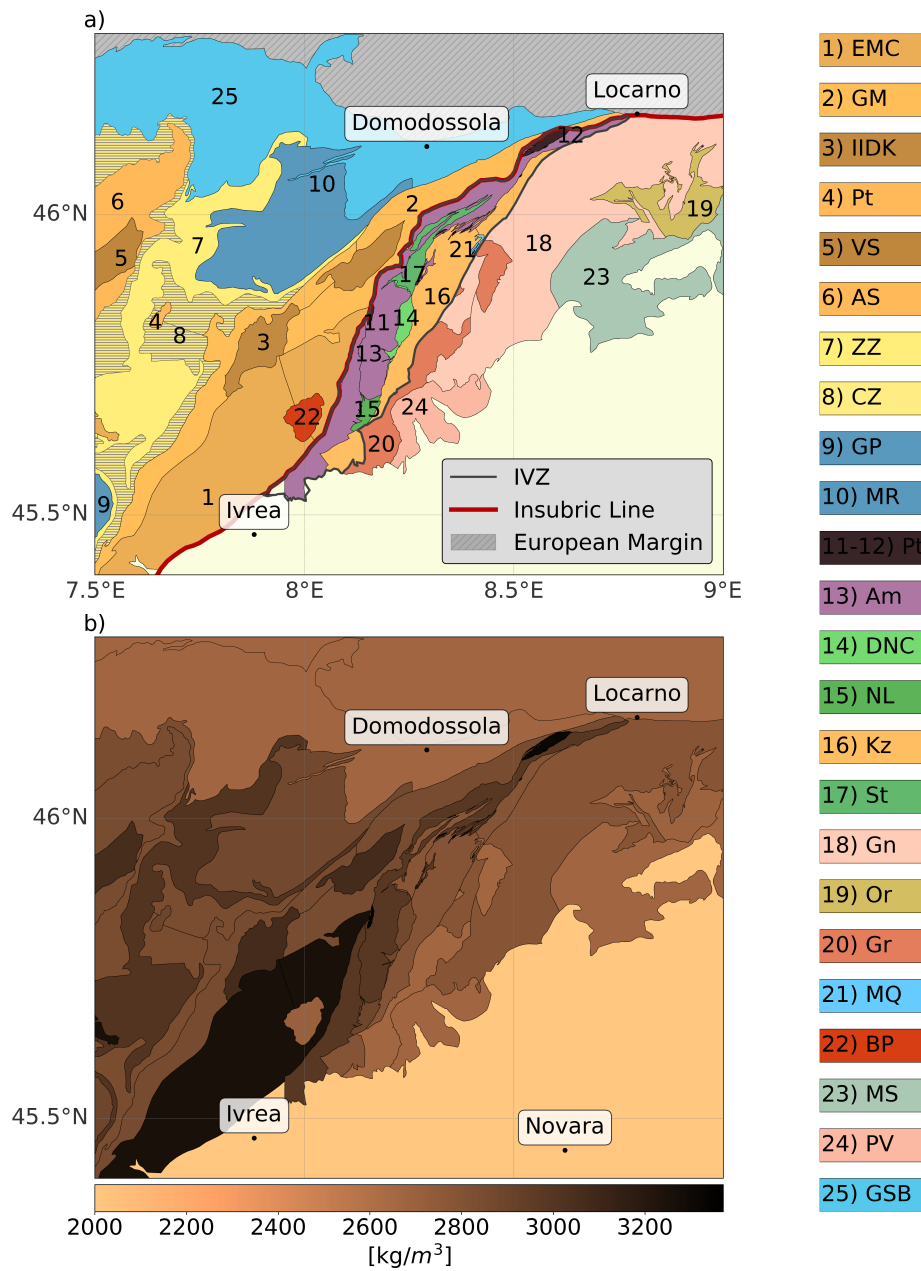 a)
25
Locarno
Domodossola
12
10
6
2
19
7
21
18
5
17
23
16
4
11
14
8
3
13
15
24
22
20
9
1
Ivrea
IVZ
Insubric Line
European Margin
46°N
45.5°N
7.5°E
8°E
8.5°E
9°E
b)
Locarno
Domodossola
46°N
45.5°N
Ivrea
Novara
2000
2200
2400
2600
2800
3000
3200
[kg/m³]
1) EMC
2) GM
3) IIDK
4) Pt
5) VS
6) AS
7) ZZ
8) CZ
9) GP
10) MR
11-12) Pt
13) Am
14) DNC
15) NL
16) Kz
17) St
18) Gn
19) Or
20) Gr
21) MQ
22) BP
23) MS
24) PV
25) GSB